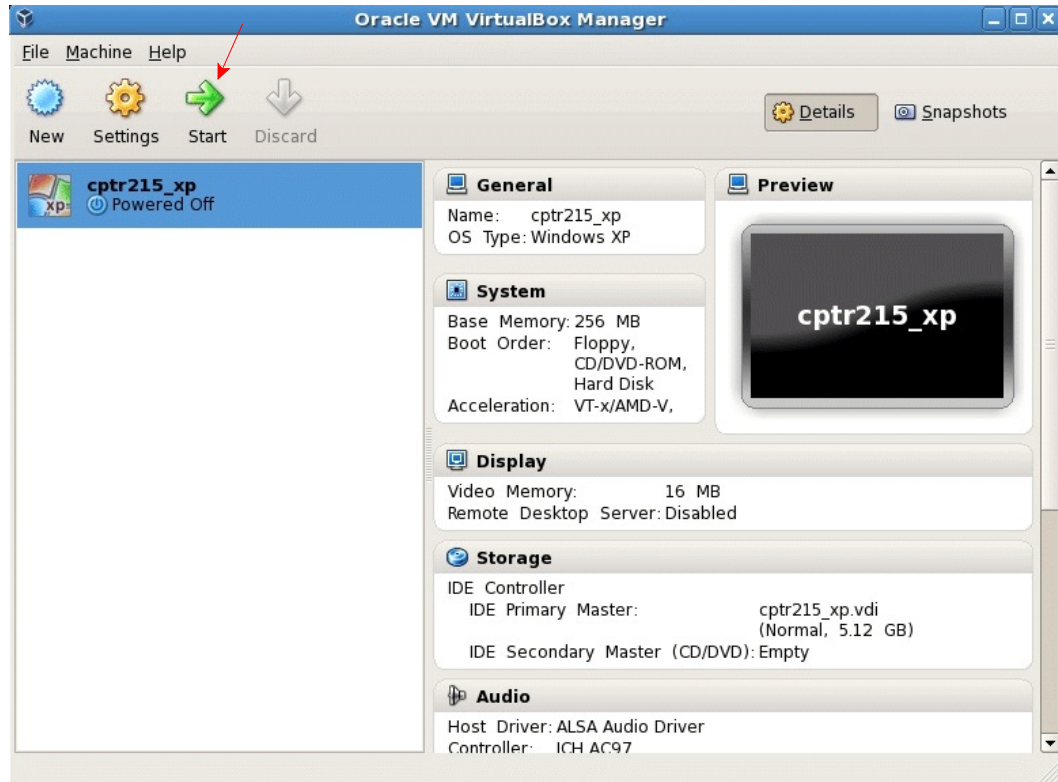 Oracle VM VirtualBox Manager
File Machine Help
New Settings Start Discard
Details Snapshots
xp
cptr215_xp
Powered Off
General
Name: cptr215_xp
OS Type: Windows XP
System
Base Memory: 256 MB
Boot Order: Floppy,
CD/DVD-ROM,
Hard Disk
Acceleration: VT-x/AMD-V,
Preview
cptr215_xp
Display
Video Memory: 16 MB
Remote Desktop Server: Disabled
Storage
IDE Controller
IDE Primary Master: cptr215_xp.vdi
(Normal, 5.12 GB)
IDE Secondary Master (CD/DVD): Empty
Audio
Host Driver: ALSA Audio Driver
Controller: ICH AC97